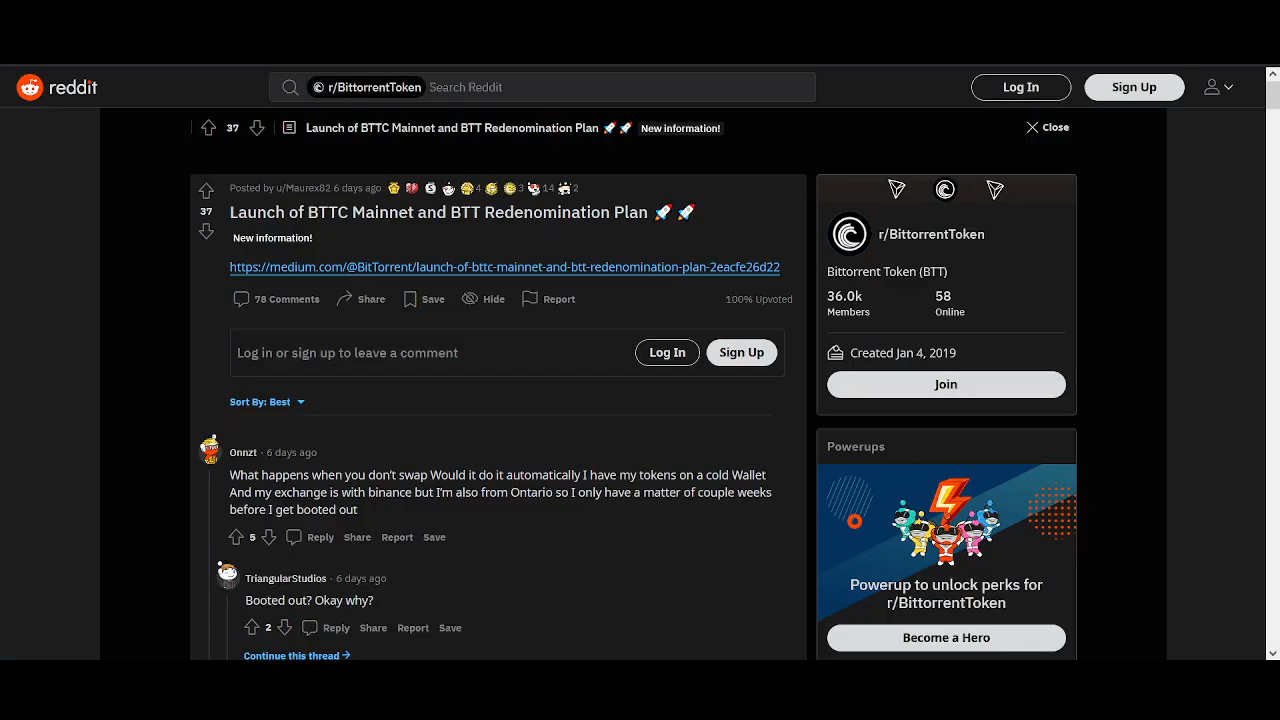 reddit
r/BittorrentToken Search Reddit
Log In
Sign Up
37
Launch of BTTC Mainnet and BTT Redenomination Plan 🚀 🚀 New information!
Close
Posted by u/Maurex82 6 days ago 4 3 14 2
37
Launch of BTTC Mainnet and BTT Redenomination Plan 🚀 🚀
New information!
https://medium.com/@BitTorrent/launch-of-bttc-mainnet-and-btt-redenomination-plan-2eacfe26d22
78 Comments Share Save Hide Report 100% Upvoted
Log in or sign up to leave a comment Log In Sign Up
Sort By: Best
Onnzt · 6 days ago
What happens when you don't swap Would it do it automatically I have my tokens on a cold Wallet
And my exchange is with binance but I'm also from Ontario so I only have a matter of couple weeks
before I get booted out
5 Reply Share Report Save
TriangularStudios · 6 days ago
Booted out? Okay why?
2 Reply Share Report Save
Continue this thread →
r/BittorrentToken
Bittorrent Token (BTT)
36.0k 58
Members Online
Created Jan 4, 2019
Join
Powerups
Powerup to unlock perks for
r/BittorrentToken
Become a Hero